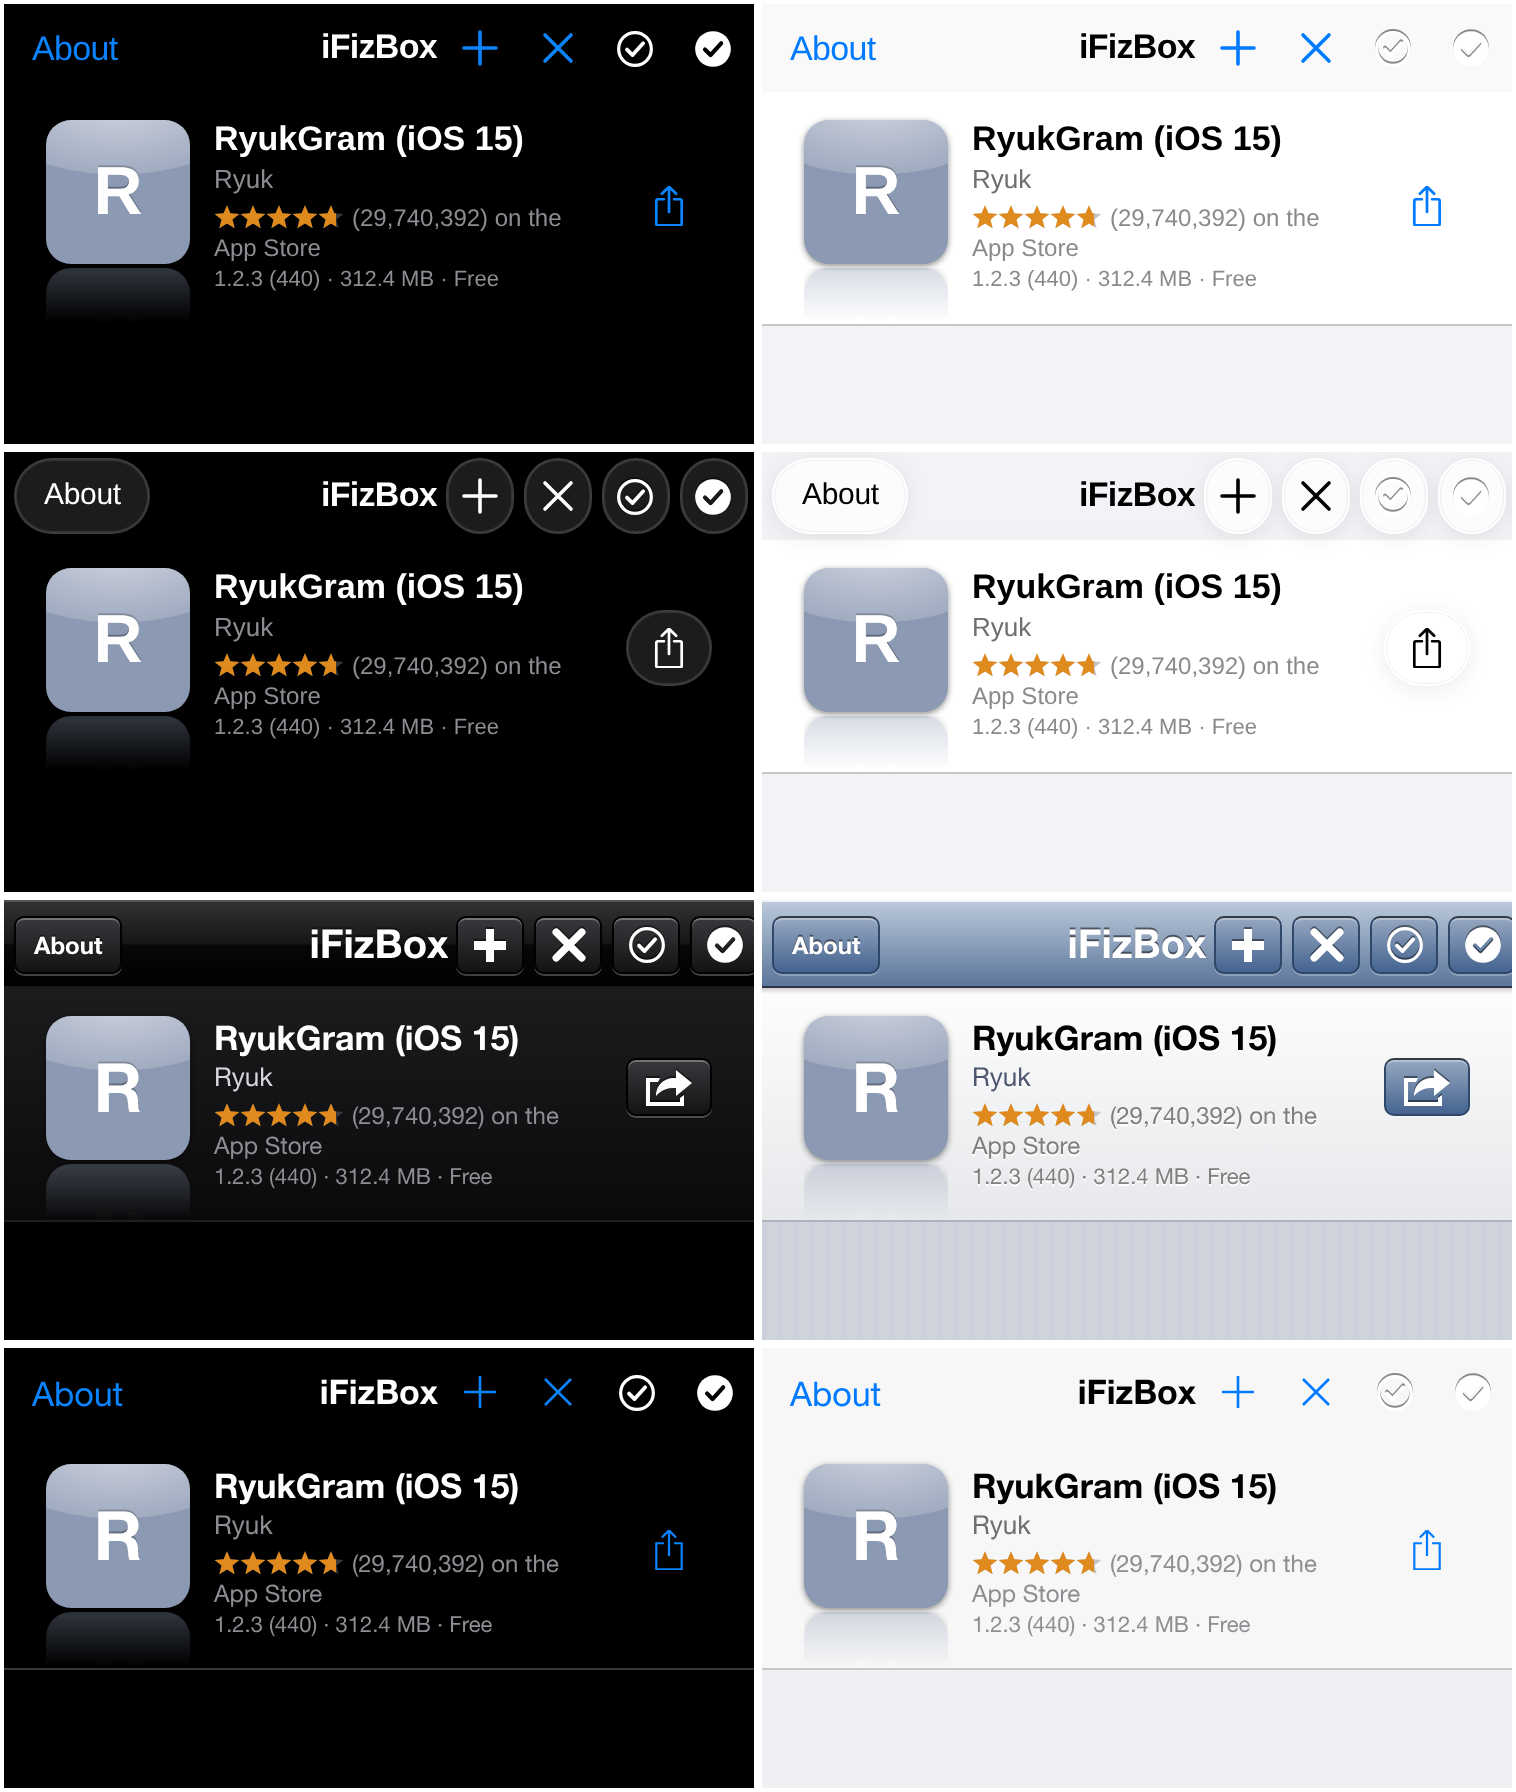 About iFizBox
RyukGram (iOS 15)
R
Ryuk
(29,740,392) on the
App Store
1.2.3 (440) · 312.4 MB · Free
About iFizBox
RyukGram (iOS 15)
R
Ryuk
(29,740,392) on the
App Store
1.2.3 (440) · 312.4 MB · Free
About iFizBox
RyukGram (iOS 15)
R
Ryuk
(29,740,392) on the
App Store
1.2.3 (440) · 312.4 MB · Free
About iFizBox
RyukGram (iOS 15)
R
Ryuk
(29,740,392) on the
App Store
1.2.3 (440) · 312.4 MB · Free
About iFizBox
RyukGram (iOS 15)
R
Ryuk
(29,740,392) on the
App Store
1.2.3 (440) · 312.4 MB · Free
About iFizBox
RyukGram (iOS 15)
R
Ryuk
(29,740,392) on the
App Store
1.2.3 (440) · 312.4 MB · Free
About iFizBox
RyukGram (iOS 15)
R
Ryuk
(29,740,392) on the
App Store
1.2.3 (440) · 312.4 MB · Free
About iFizBox
RyukGram (iOS 15)
R
Ryuk
(29,740,392) on the
App Store
1.2.3 (440) · 312.4 MB · Free